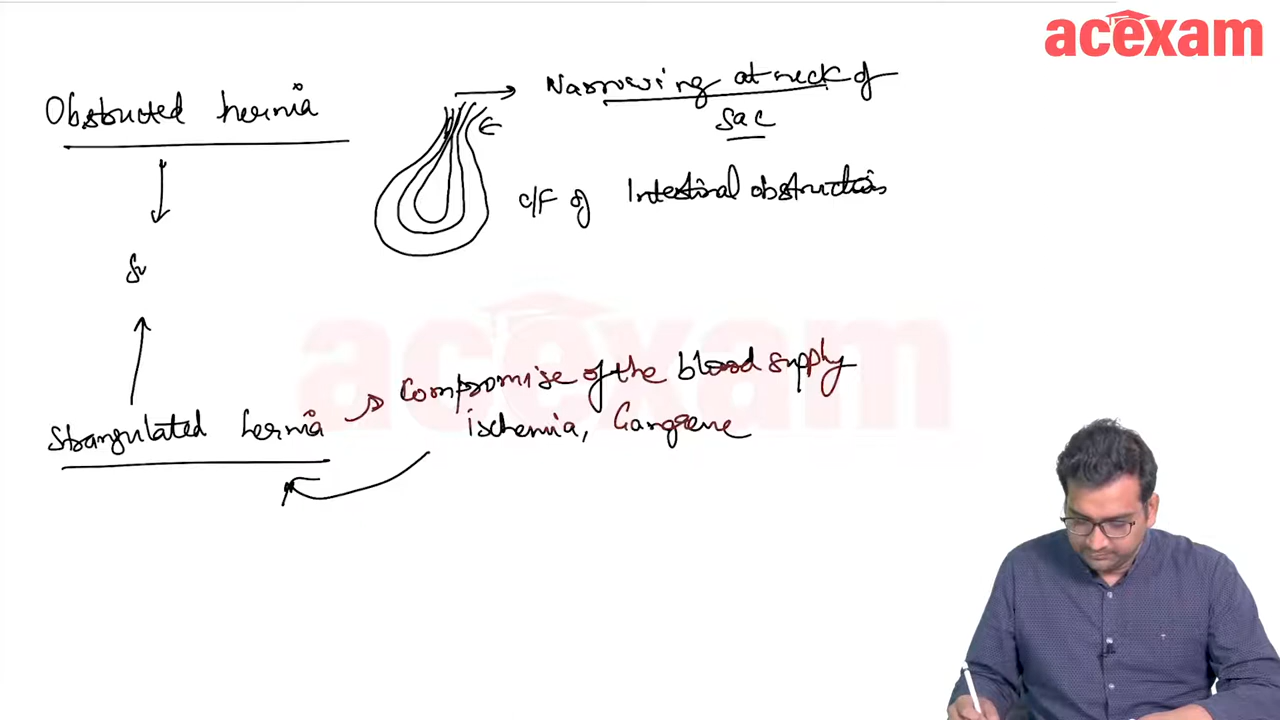 acexam
Obstructed hernia
Narrowing at neck of
sac
c/f of Intestinal obstruction
Compromise of the blood supply
Strangulated hernia
ischemia, Gangrene
acexam